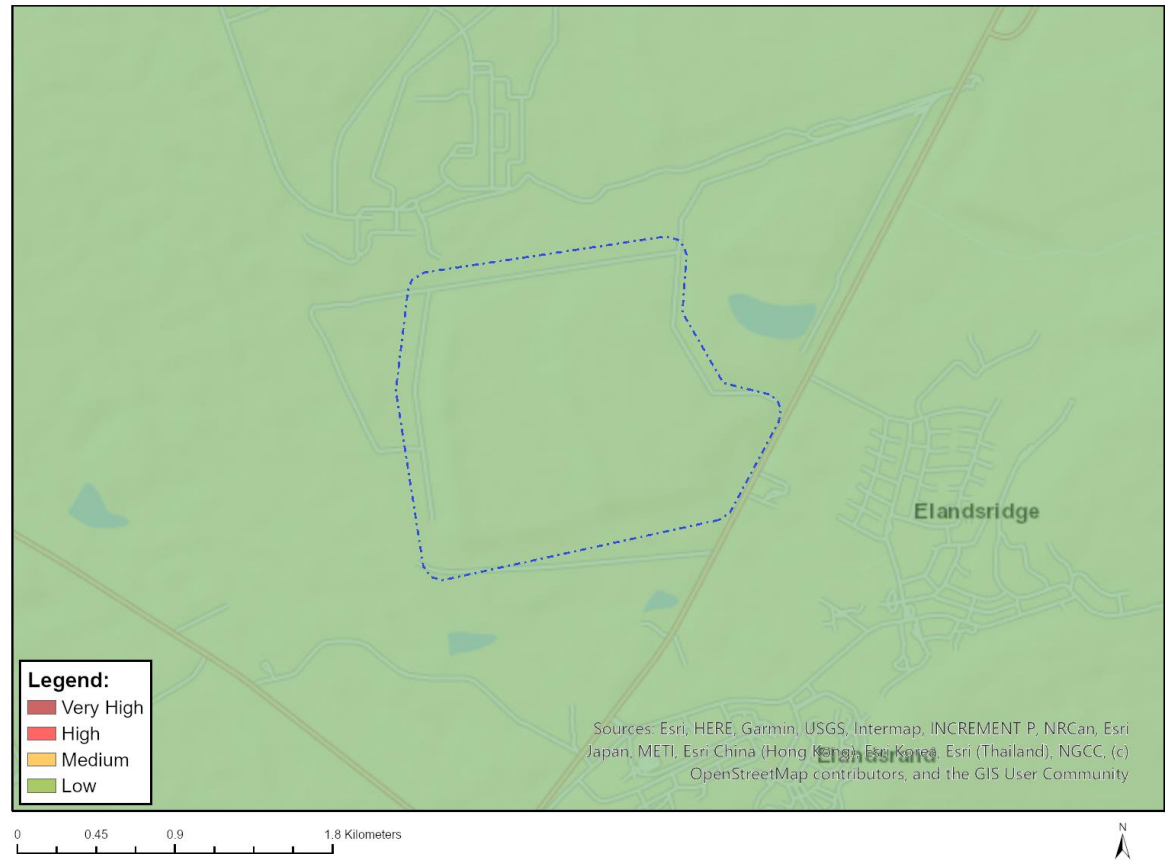 Elandsridge
Legend:
Very High
High
Medium
Low
Sources: Esri, HERE, Garmin, USGS, Intermap, INCREMENT P, NRCan, Esri
Japan, METI, Esri China (Hong Kong), Esri Korea, Esri (Thailand), NGCC, (c)
OpenStreetMap contributors, and the GIS User Community
Elandsrand
0 0.45 0.9 1.8 Kilometers
N